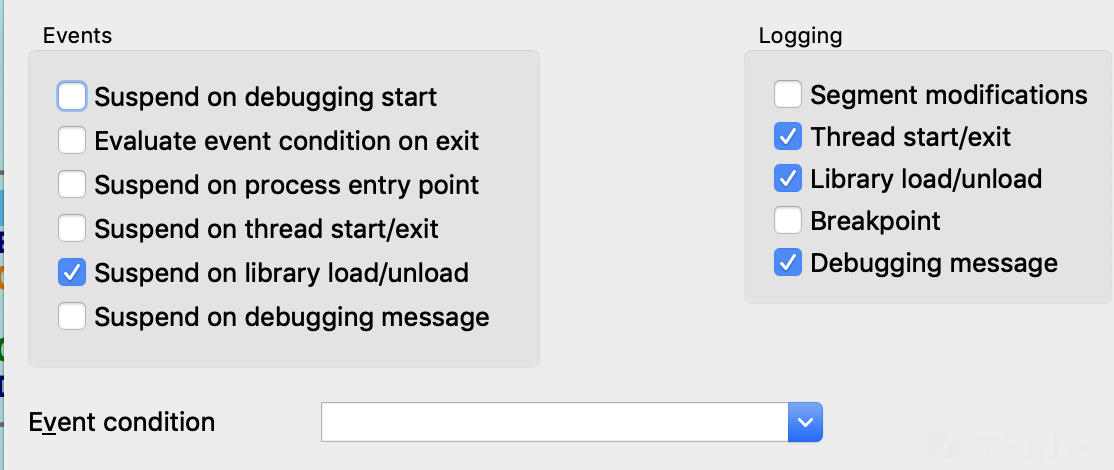 Events
Suspend on debugging start
Evaluate event condition on exit
Suspend on process entry point
Suspend on thread start/exit
Suspend on library load/unload
Suspend on debugging message
Logging
Segment modifications
Thread start/exit
Library load/unload
Breakpoint
Debugging message
Event condition